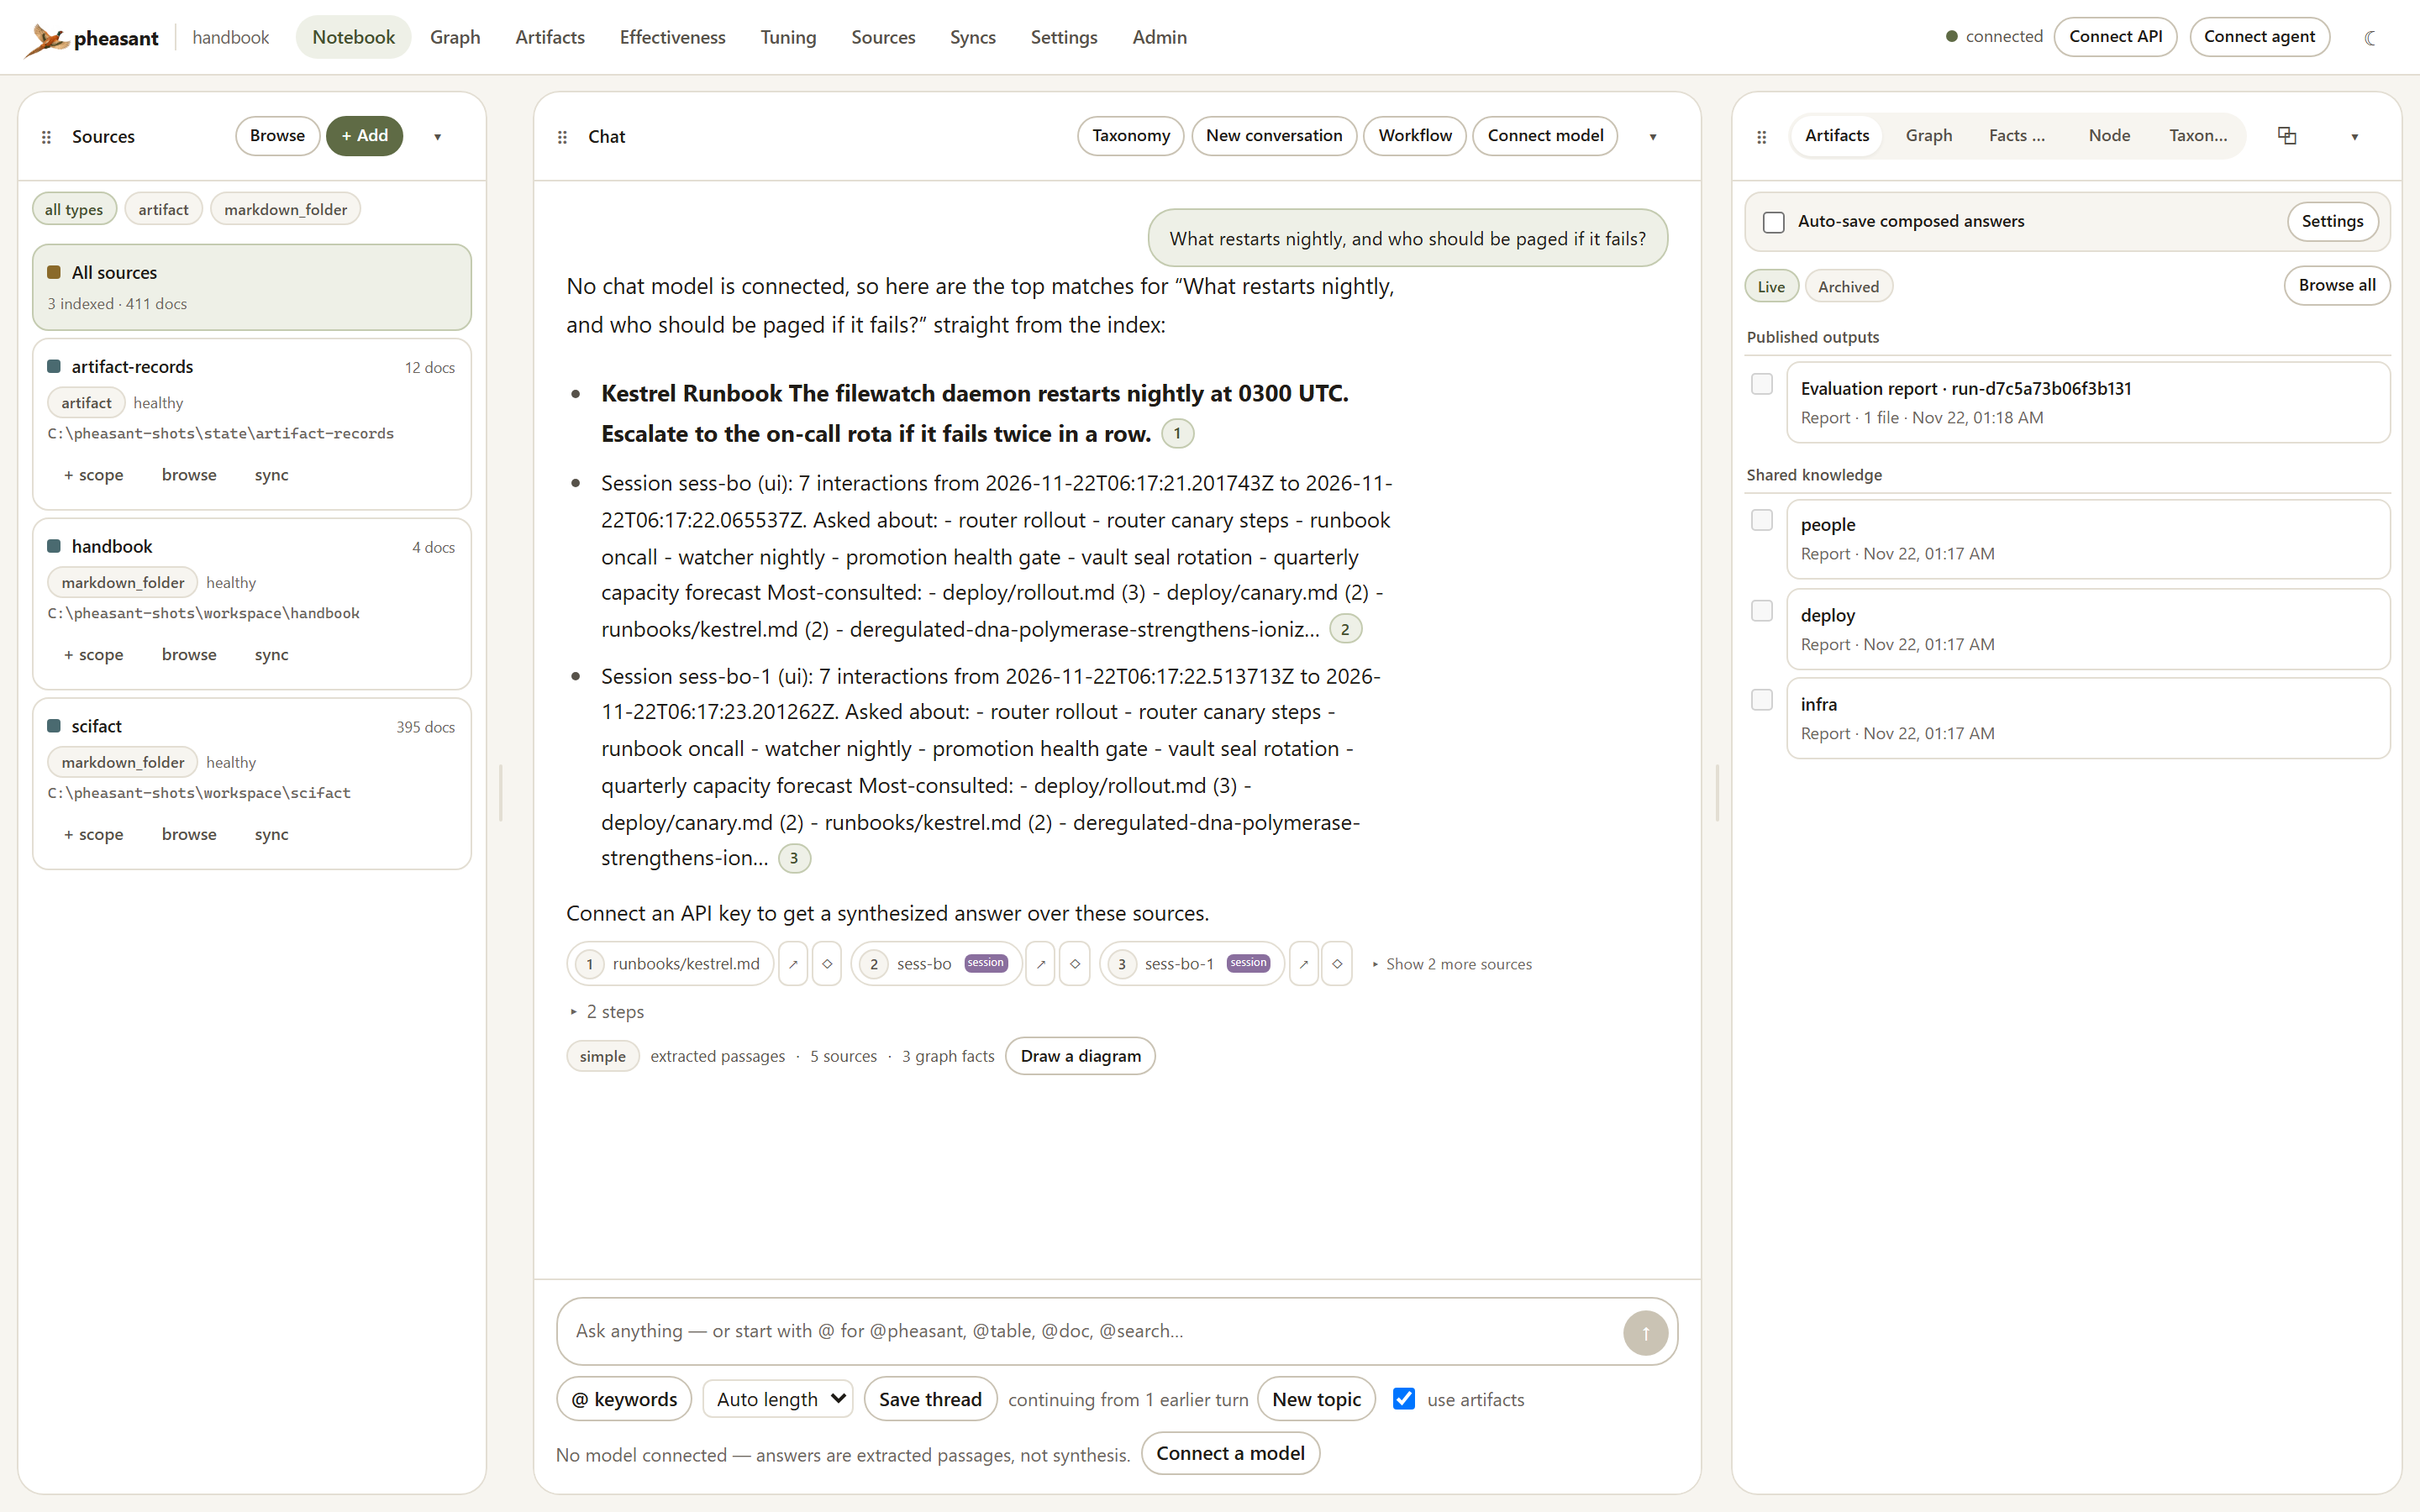 pheasant
handbook
Notebook
Graph
Artifacts
Effectiveness
Tuning
Sources
Syncs
Settings
Admin
connected
Connect API
Connect agent
Sources
Browse
+ Add
all types
artifact
markdown_folder
All sources
3 indexed · 411 docs
artifact-records
12 docs
artifact
healthy
C:\pheasant-shots\state\artifact-records
+ scope
browse
sync
handbook
4 docs
markdown_folder
healthy
C:\pheasant-shots\workspace\handbook
+ scope
browse
sync
scifact
395 docs
markdown_folder
healthy
C:\pheasant-shots\workspace\scifact
+ scope
browse
sync
Chat
Taxonomy
New conversation
Workflow
Connect model
What restarts nightly, and who should be paged if it fails?
No chat model is connected, so here are the top matches for “What restarts nightly,
and who should be paged if it fails?” straight from the index:
• Kestrel Runbook The filewatch daemon restarts nightly at 0300 UTC.
Escalate to the on-call rota if it fails twice in a row. 1
• Session sess-bo (ui): 7 interactions from 2026-11-22T06:17:21.201743Z to 2026-11-
22T06:17:22.065537Z. Asked about: - router rollout - router canary steps - runbook
oncall - watcher nightly - promotion health gate - vault seal rotation - quarterly
capacity forecast Most-consulted: - deploy/rollout.md (3) - deploy/canary.md (2) -
runbooks/kestrel.md (2) - deregulated-dna-polymerase-strengthens-ioniz... 2
• Session sess-bo-1 (ui): 7 interactions from 2026-11-22T06:17:22.513713Z to 2026-
11-22T06:17:23.201262Z. Asked about: - router rollout - router canary steps -
runbook oncall - watcher nightly - promotion health gate - vault seal rotation -
quarterly capacity forecast Most-consulted: - deploy/rollout.md (3) -
deploy/canary.md (2) - runbooks/kestrel.md (2) - deregulated-dna-polymerase-
strengthens-ion... 3
Connect an API key to get a synthesized answer over these sources.
1 runbooks/kestrel.md
2 sess-bo session
3 sess-bo-1 session
Show 2 more sources
2 steps
simple
extracted passages · 5 sources · 3 graph facts
Draw a diagram
Ask anything — or start with @ for @pheasant, @table, @doc, @search...
@ keywords
Auto length
Save thread
continuing from 1 earlier turn
New topic
use artifacts
No model connected — answers are extracted passages, not synthesis.
Connect a model
Artifacts
Graph
Facts ...
Node
Taxon...
Auto-save composed answers
Settings
Live
Archived
Browse all
Published outputs
Evaluation report · run-d7c5a73b06f3b131
Report · 1 file · Nov 22, 01:18 AM
Shared knowledge
people
Report · Nov 22, 01:17 AM
deploy
Report · Nov 22, 01:17 AM
infra
Report · Nov 22, 01:17 AM